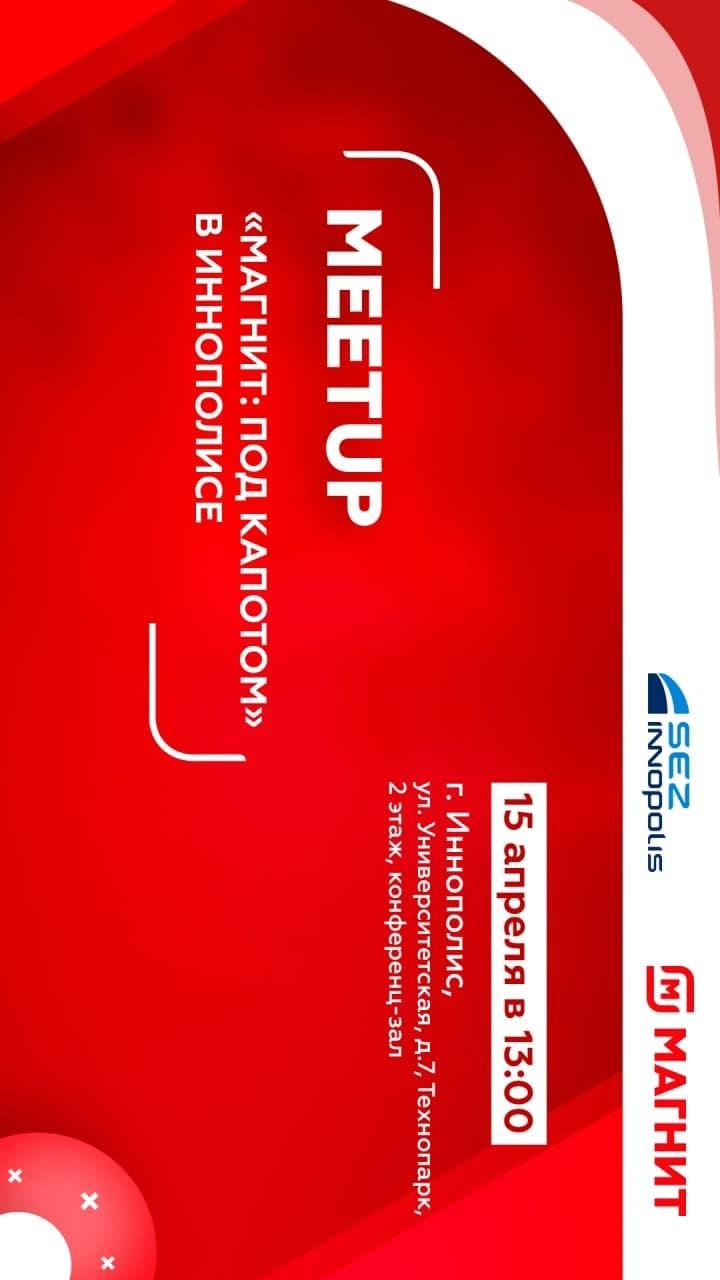 SEZ
INNOPOLIS
М МАГНИТ
MEETUP
«МАГНИТ: ПОД КАПОТОМ»
В ИННОПОЛИСЕ
15 апреля в 13:00
г. Иннополис,
ул. Университетская, д.7, Технопарк,
2 этаж, конференц-зал